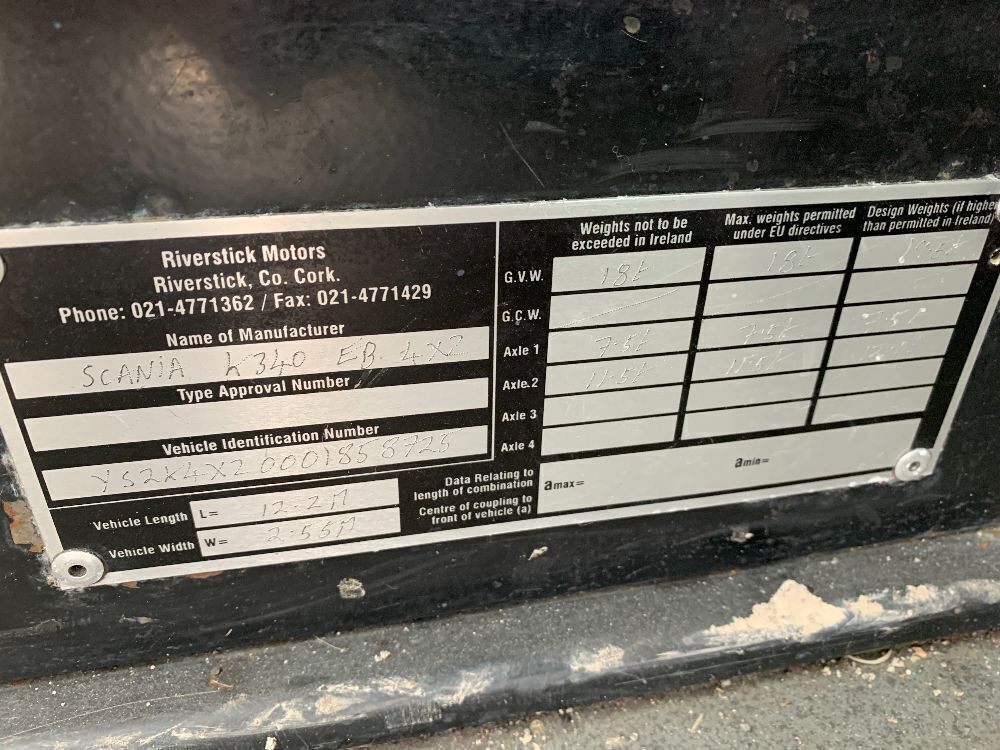 Riverstick Motors
Riverstick, Co. Cork.
Phone: 021-4771362 / Fax: 021-4771429
Name of Manufacturer
SCANIA K340 EB 4X2
Type Approval Number
Vehicle Identification Number
YS2K4X20001858725
Vehicle Length L= 12.2M
Vehicle Width W= 2.55M
Weights not to be exceeded in Ireland
Max. weights permitted under EU directives
Design Weights (if higher than permitted in Ireland)
G.V.W. 18t 18t
G.C.W.
Axle 1 7.5t 7.5t 7.5t
Axle.2 11.5t 11.5t
Axle 3
Axle 4
Data Relating to
length of combination
Centre of coupling to
front of vehicle (a)
amax=
amin=